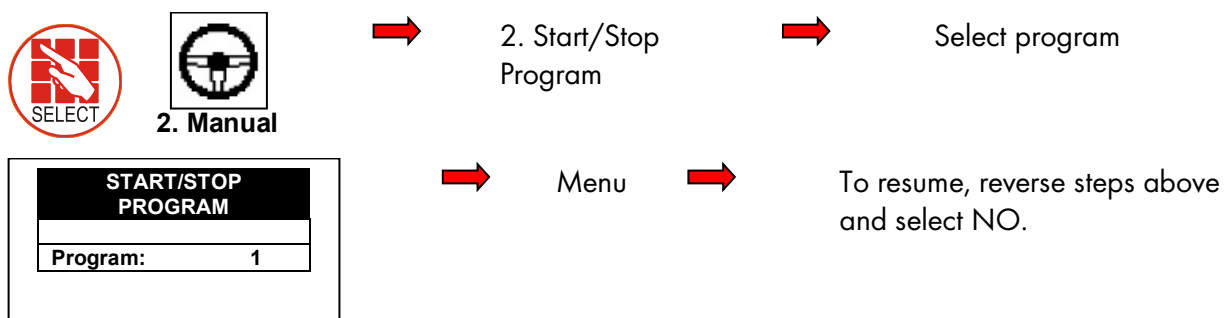 SELECT
2. Manual
2. Start/Stop
Program
Select program
START/STOP
PROGRAM
Program: 1
Menu
To resume, reverse steps above
and select NO.